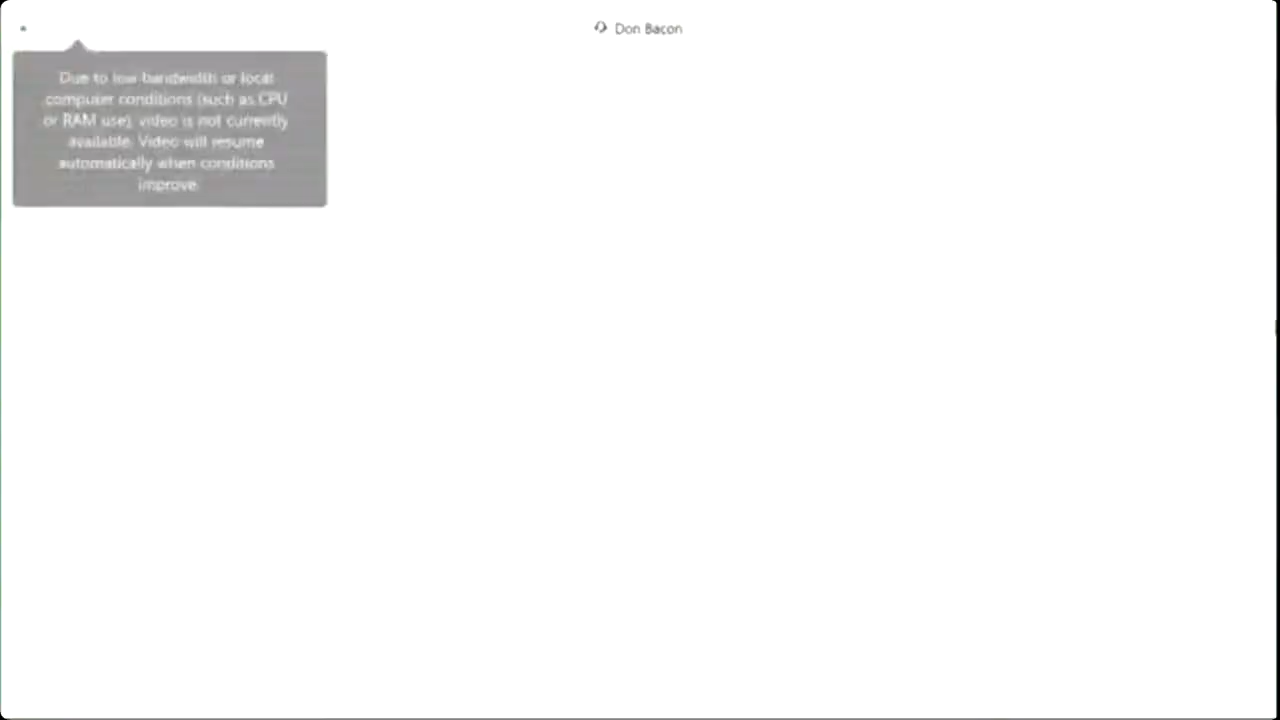 Don Bacon
Due to low bandwidth or local
computer conditions (such as CPU
or RAM use), video is not currently
available. Video will resume
automatically when conditions
improve.